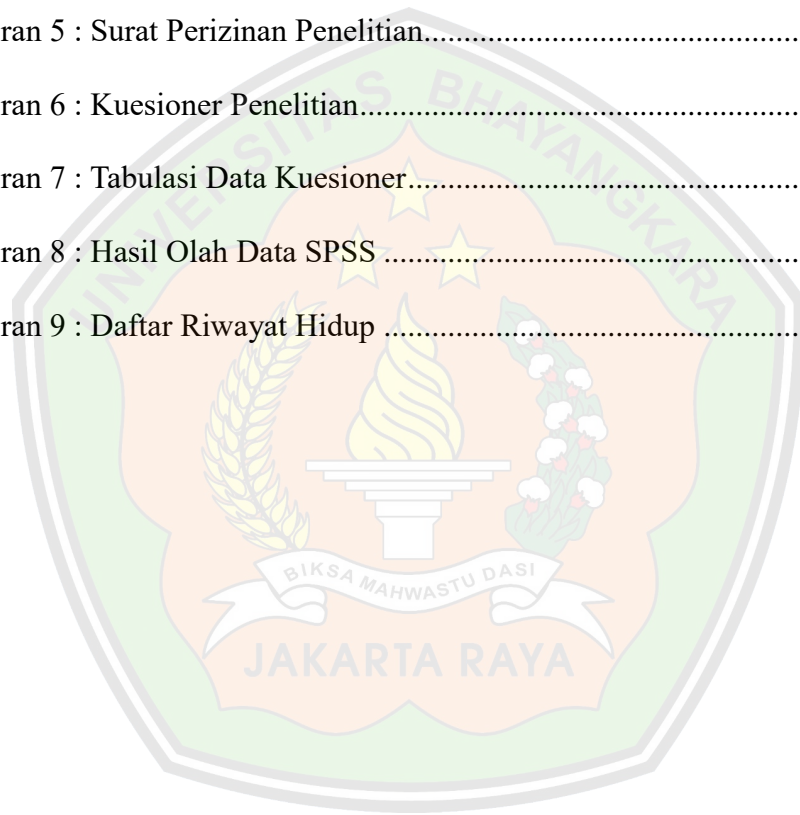 ran 5 : Surat Perizinan Penelitian..................................................
ran 6 : Kuesioner Penelitian..........................................................
ran 7 : Tabulasi Data Kuesioner....................................................
ran 8 : Hasil Olah Data SPSS .......................................................
ran 9 : Daftar Riwayat Hidup .......................................................
UNIVERSITAS BHAYANGKARA
BIKSA MAHWASTU DASI
JAKARTA RAYA